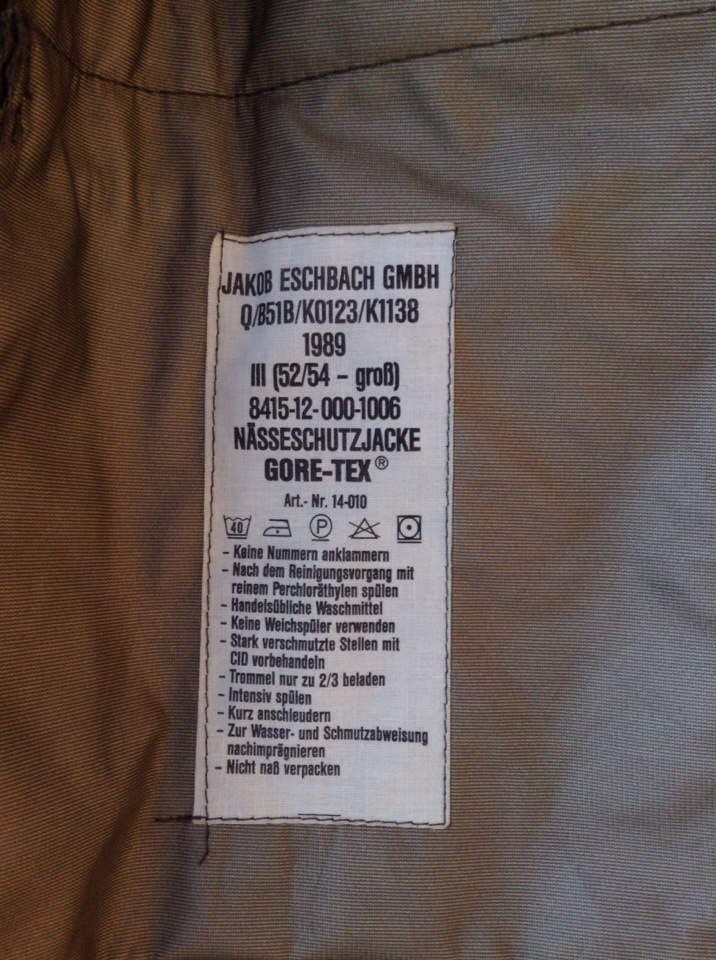 JAKOB ESCHBACH GMBH
Q/B51B/K0123/K1138
1989
III (52/54 – groß)
8415-12-000-1006
NÄSSESCHUTZJACKE
GORE-TEX®
Art.- Nr. 14-010
40 P
– Keine Nummern anklammern
– Nach dem Reinigungsvorgang mit
reinem Perchloräthylen spülen
– Handelsübliche Waschmittel
– Keine Weichspüler verwenden
– Stark verschmutzte Stellen mit
CID vorbehandeln
– Trommel nur zu 2/3 beladen
– Intensiv spülen
– Kurz anschleudern
– Zur Wasser- und Schmutzabweisung
nachimprägnieren
– Nicht naß verpacken